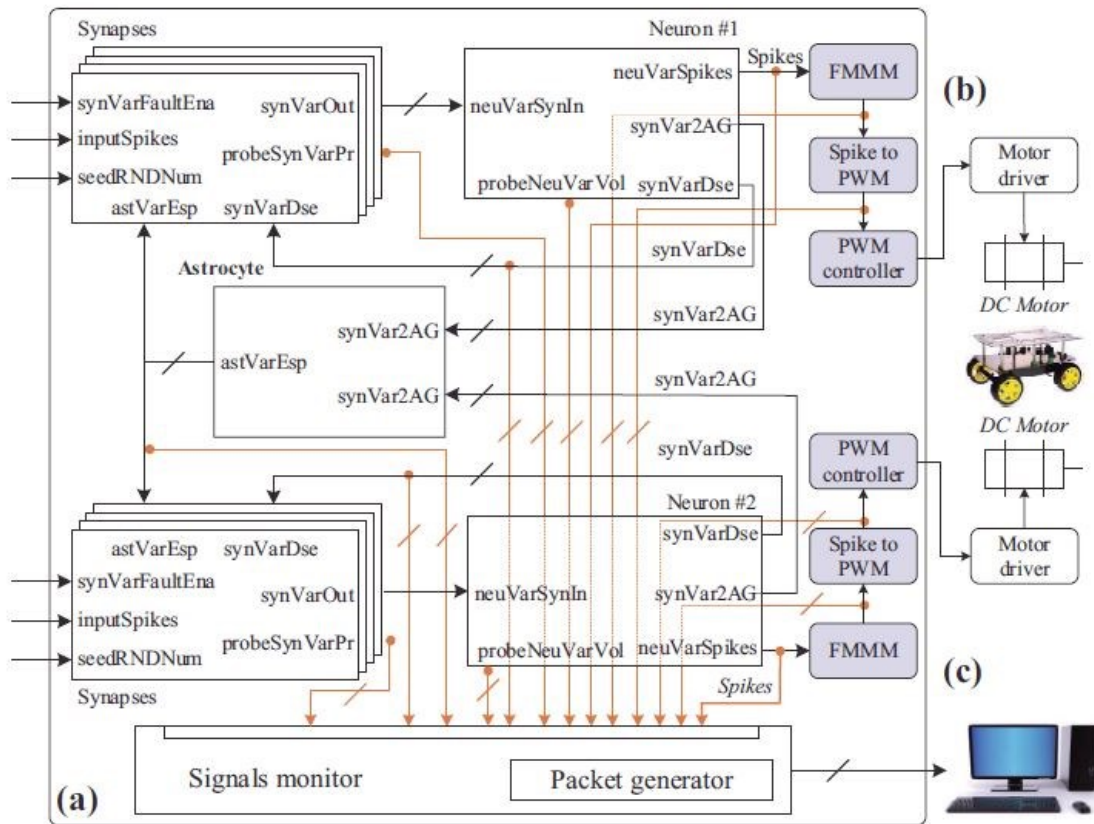 Synapses
synVarFaultEna
synVarOut
inputSpikes
probeSynVarPr
seedRNDNum
astVarEsp
synVarDse
Neuron #1
neuVarSpikes
neuVarSynIn
synVar2AG
probeNeuVarVol
synVarDse
Spikes
FMMM
(b)
Spike to
PWM
Motor
driver
PWM
controller
DC Motor
synVarDse
Astrocyte
synVar2AG
synVar2AG
astVarEsp
synVar2AG
synVar2AG
DC Motor
synVarDse
PWM
controller
Neuron #2
astVarEsp
synVarDse
synVarFaultEna
synVarOut
inputSpikes
probeSynVarPr
seedRNDNum
Synapses
synVarDse
neuVarSynIn
synVar2AG
probeNeuVarVol
neuVarSpikes
Spike to
PWM
Motor
driver
FMMM
Spikes
(c)
Signals monitor
Packet generator
(a)